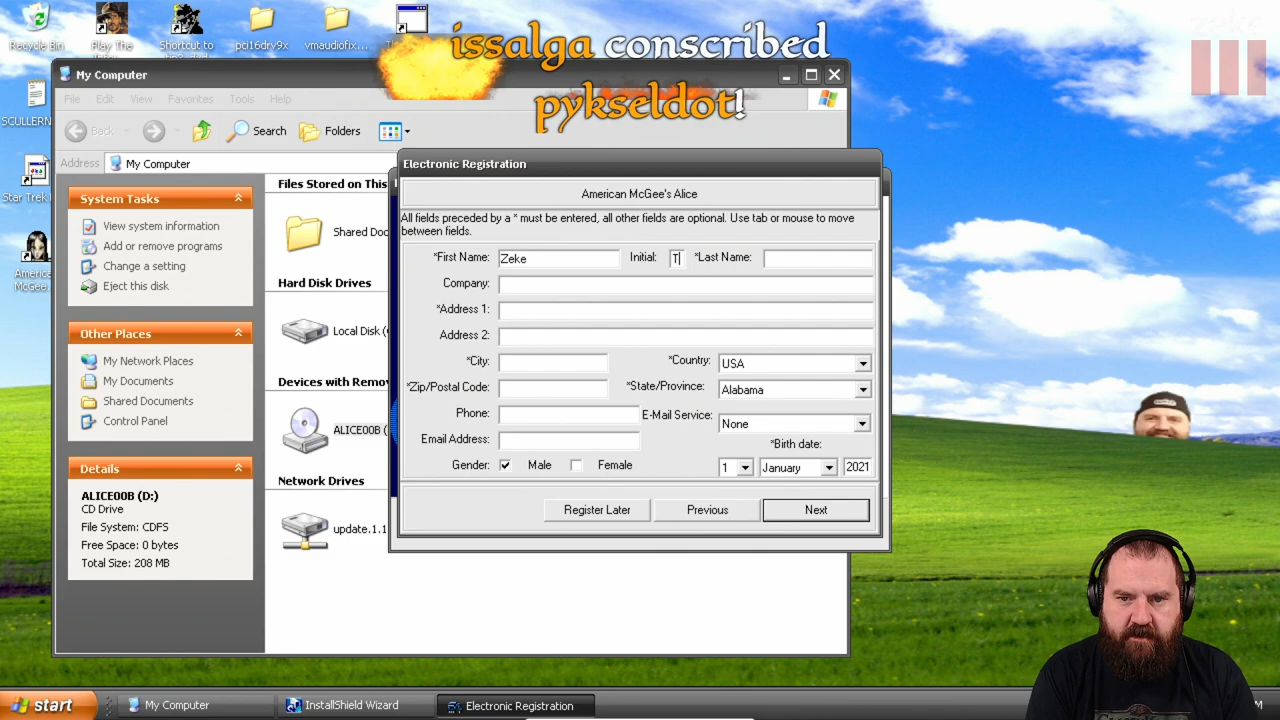 issalga conscribed
pykseldot!
Recycle Bin
Play The
Shortcut to
pci16drv9x
vmaudiofix...
SCULLERN
Star Trek
America
McGee.
My Computer
File Edit View Favorites Tools Help
Back Search Folders
Address My Computer
System Tasks
View system information
Add or remove programs
Change a setting
Eject this disk
Other Places
My Network Places
My Documents
Shared Documents
Control Panel
Details
ALICE00B (D:)
CD Drive
File System: CDFS
Free Space: 0 bytes
Total Size: 208 MB
Files Stored on This
Shared Doc
Hard Disk Drives
Local Disk (
Devices with Remov
ALICE00B (
Network Drives
update.1.1
Electronic Registration
American McGee's Alice
All fields preceded by a * must be entered, all other fields are optional. Use tab or mouse to move
between fields.
*First Name: Zeke Initial: T *Last Name:
Company:
*Address 1:
Address 2:
*City: *Country: USA
*Zip/Postal Code: *State/Province: Alabama
Phone: E-Mail Service: None
Email Address: *Birth date:
Gender: Male Female 1 January 2021
Register Later Previous Next
start My Computer InstallShield Wizard Electronic Registration